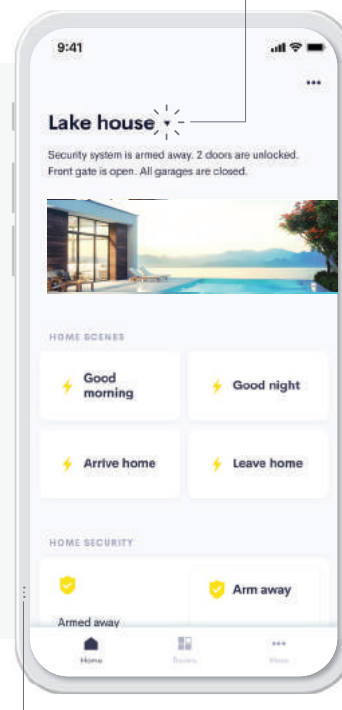 9:41
Lake house
Security system is armed away. 2 doors are unlocked.
Front gate is open. All garages are closed.
HOME SCENES
Good
morning
Good night
Arrive home
Leave home
HOME SECURITY
Armed away
Arm away
Home
Rooms
More